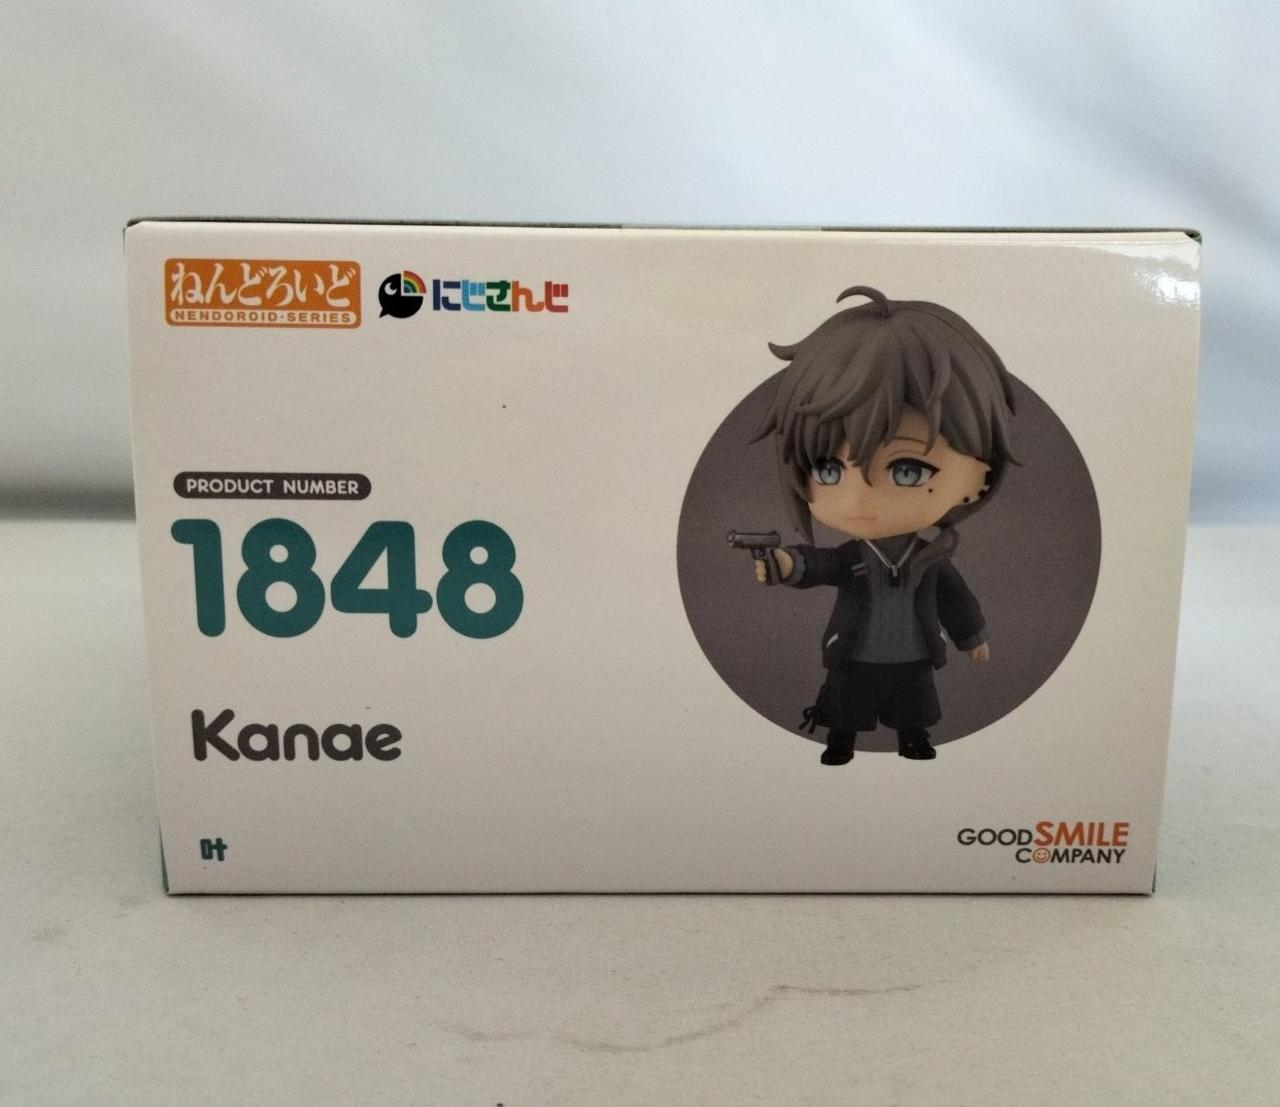 ねんどろいど
NENDOROID·SERIES
にじさんじ
PRODUCT NUMBER
1848
Kanae
叶
GOOD SMILE
COMPANY